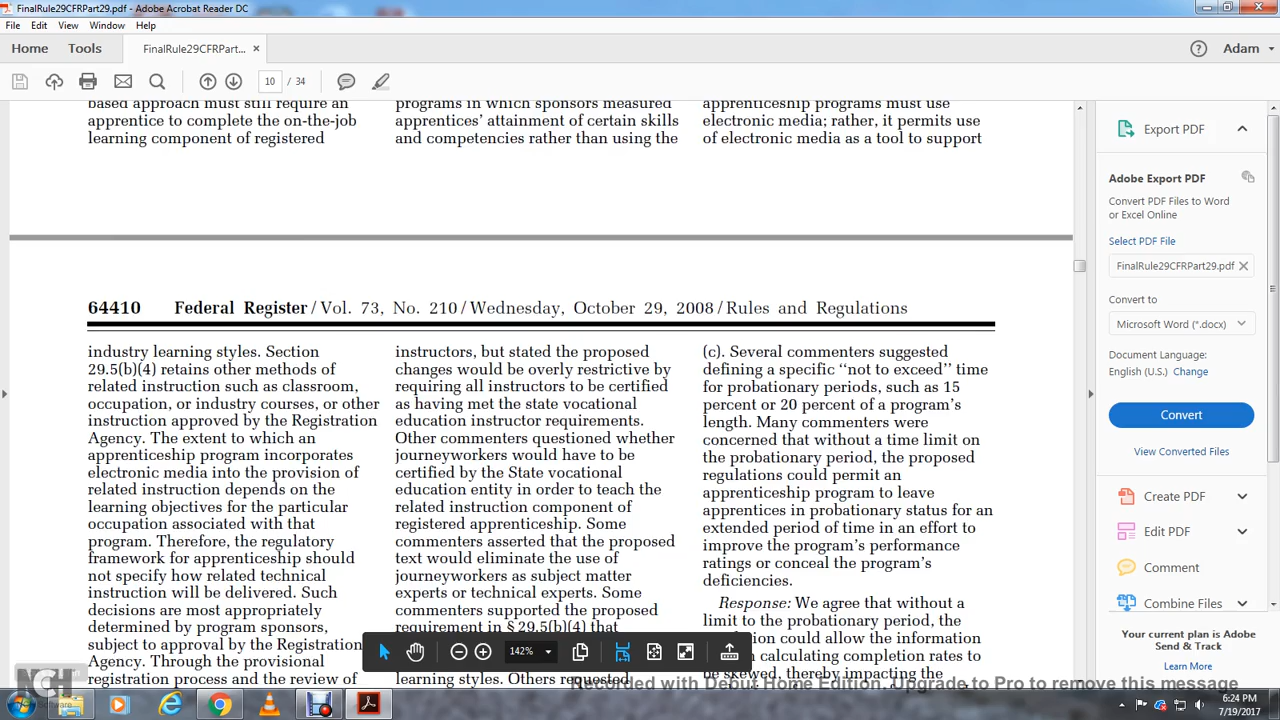 FinalRule29CFRPart29.pdf - Adobe Acrobat Reader DC
File Edit View Window Help
Home Tools FinalRule29CFRPart... × Adam
10 / 34
based approach must still require an
apprentice to complete the on-the-job
learning component of registered
programs in which sponsors measured
apprentices' attainment of certain skills
and competencies rather than using the
apprenticeship programs must use
electronic media; rather, it permits use
of electronic media as a tool to support
64410 Federal Register / Vol. 73, No. 210 / Wednesday, October 29, 2008 / Rules and Regulations
industry learning styles. Section
29.5(b)(4) retains other methods of
related instruction such as classroom,
occupation, or industry courses, or other
instruction approved by the Registration
Agency. The extent to which an
apprenticeship program incorporates
electronic media into the provision of
related instruction depends on the
learning objectives for the particular
occupation associated with that
program. Therefore, the regulatory
framework for apprenticeship should
not specify how related technical
instruction will be delivered. Such
decisions are most appropriately
determined by program sponsors,
subject to approval by the Registration
Agency. Through the provisional
registration process and the review of
instructors, but stated the proposed
changes would be overly restrictive by
requiring all instructors to be certified
as having met the state vocational
education instructor requirements.
Other commenters questioned whether
journeyworkers would have to be
certified by the State vocational
education entity in order to teach the
related instruction component of
registered apprenticeship. Some
commenters asserted that the proposed
text would eliminate the use of
journeyworkers as subject matter
experts or technical experts. Some
commenters supported the proposed
requirement in § 29.5(b)(4) that
learning styles. Others requested
(c). Several commenters suggested
defining a specific ‘‘not to exceed’’ time
for probationary periods, such as 15
percent or 20 percent of a program's
length. Many commenters were
concerned that without a time limit on
the probationary period, the proposed
regulations could permit an
apprenticeship program to leave
apprentices in probationary status for an
extended period of time in an effort to
improve the program's performance
ratings or conceal the program's
deficiencies.
Response: We agree that without a
limit to the probationary period, the
could allow the information
calculating completion rates to
be skewed, thereby impacting the
142%
Export PDF
Adobe Export PDF
Convert PDF Files to Word
or Excel Online
Select PDF File
FinalRule29CFRPart29.pdf
Convert to
Microsoft Word (*.docx)
Document Language:
English (U.S.) Change
Convert
View Converted Files
Create PDF
Edit PDF
Comment
Combine Files
Your current plan is Adobe
Send & Track
Learn More
NCH Software
Recorded with Debut Home Edition. Upgrade to Pro to remove this message
6:24 PM
7/19/2017